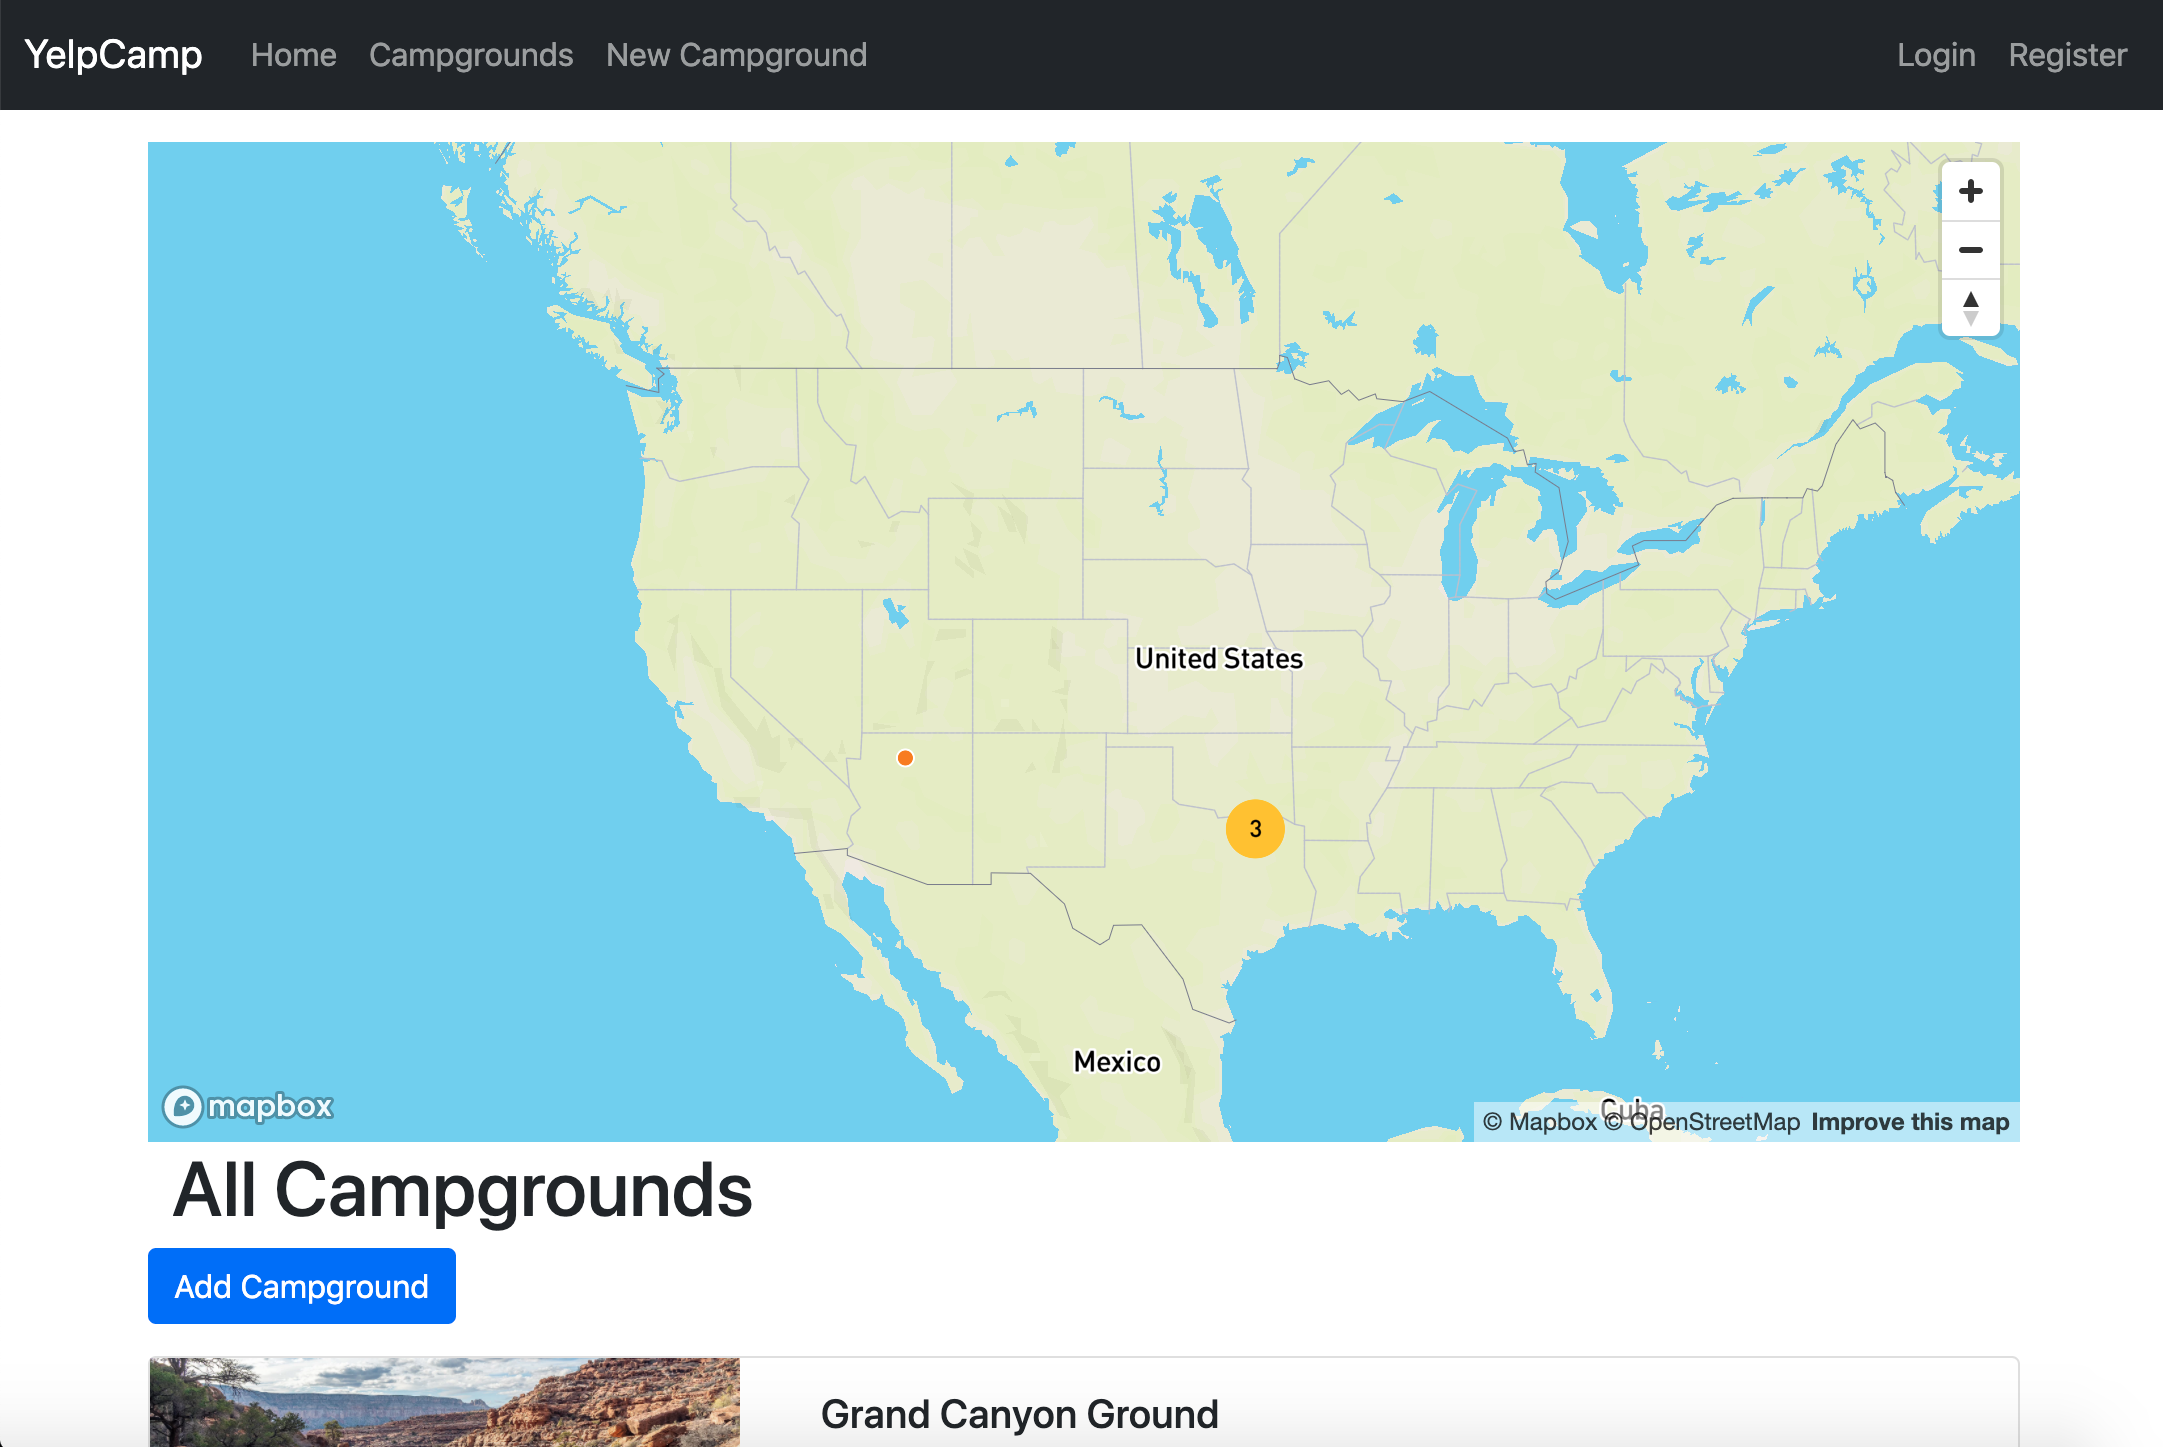 YelpCamp Home Campgrounds New Campground Login Register
United States
3
Mexico
Cuba
mapbox
© Mapbox © OpenStreetMap Improve this map
All Campgrounds
Add Campground
Grand Canyon Ground